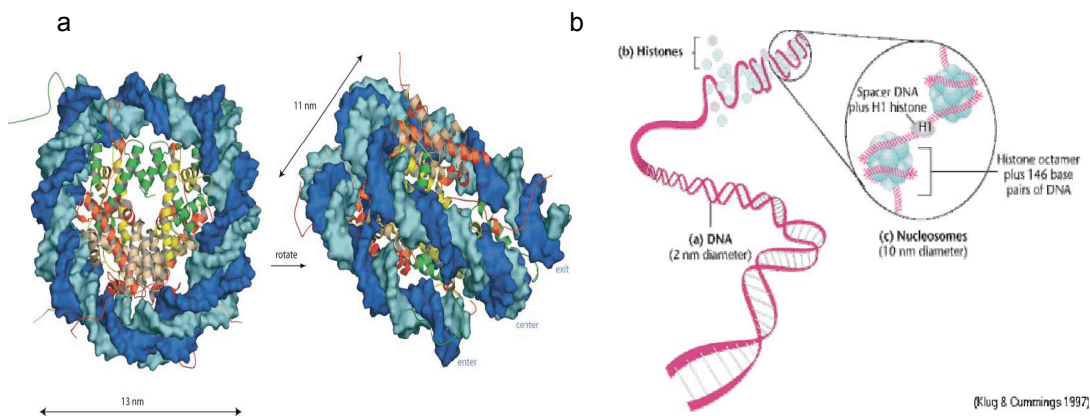 a
11 nm
rotate
exit
center
enter
13 nm
b
(b) Histones
Spacer DNA
plus H1 histone
H1
Histone octamer
plus 146 base
pairs of DNA
(a) DNA
(2 nm diameter)
(c) Nucleosomes
(10 nm diameter)
(Klug & Cummings 1997)